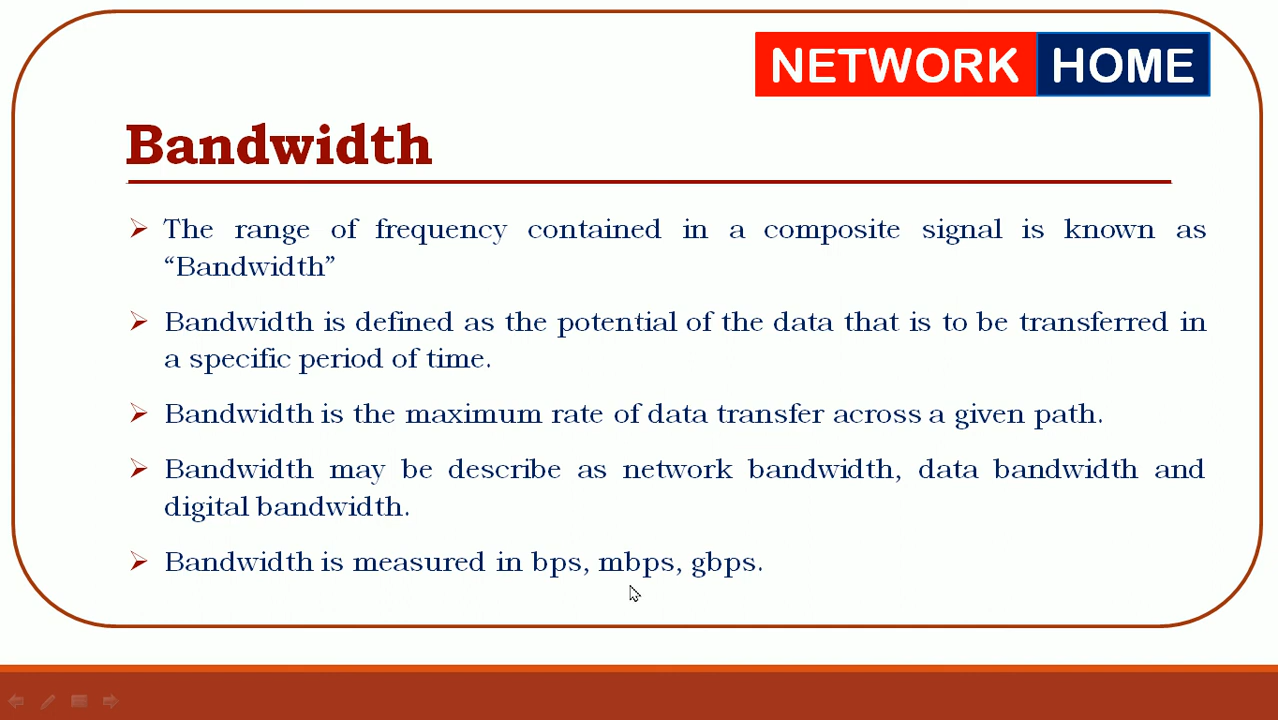 NETWORK HOME
Bandwidth
The range of frequency contained in a composite signal is known as
“Bandwidth”
Bandwidth is defined as the potential of the data that is to be transferred in
a specific period of time.
Bandwidth is the maximum rate of data transfer across a given path.
Bandwidth may be describe as network bandwidth, data bandwidth and
digital bandwidth.
Bandwidth is measured in bps, mbps, gbps.